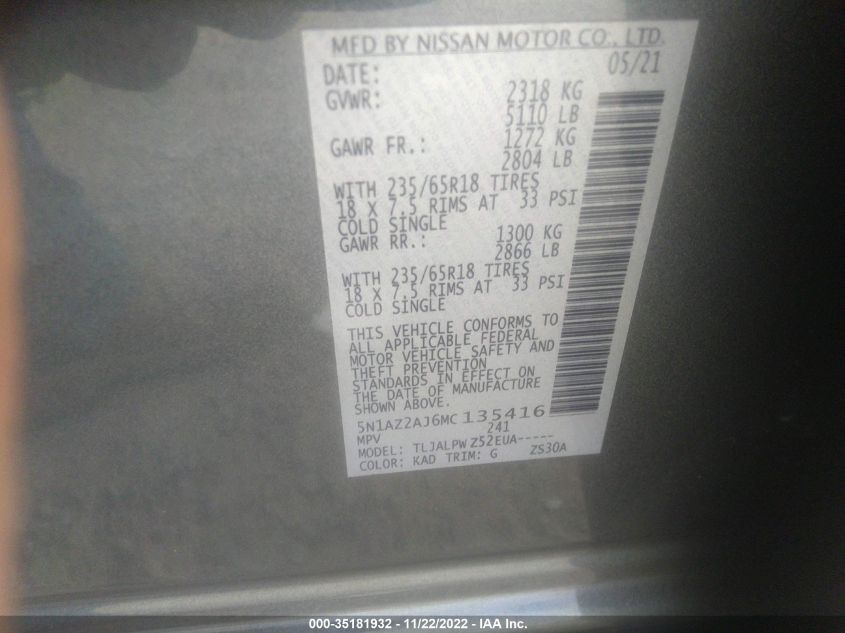 MFD BY NISSAN MOTOR CO., LTD.
DATE: 05/21
GVWR: 2318 KG
5110 LB
GAWR FR.: 1272 KG
2804 LB
WITH 235/65R18 TIRES
18 X 7.5 RIMS AT 33 PSI
COLD SINGLE
GAWR RR.: 1300 KG
2866 LB
WITH 235/65R18 TIRES
18 X 7.5 RIMS AT 33 PSI
COLD SINGLE
THIS VEHICLE CONFORMS TO
ALL APPLICABLE FEDERAL
MOTOR VEHICLE SAFETY AND
THEFT PREVENTION
STANDARDS IN EFFECT ON
THE DATE OF MANUFACTURE
SHOWN ABOVE.
5N1AZ2AJ6MC135416
MPV 241
MODEL: TLJALPWZ52EUA-----
COLOR: KAD TRIM: G ZS30A
000-35181932 - 11/22/2022 - IAA Inc.